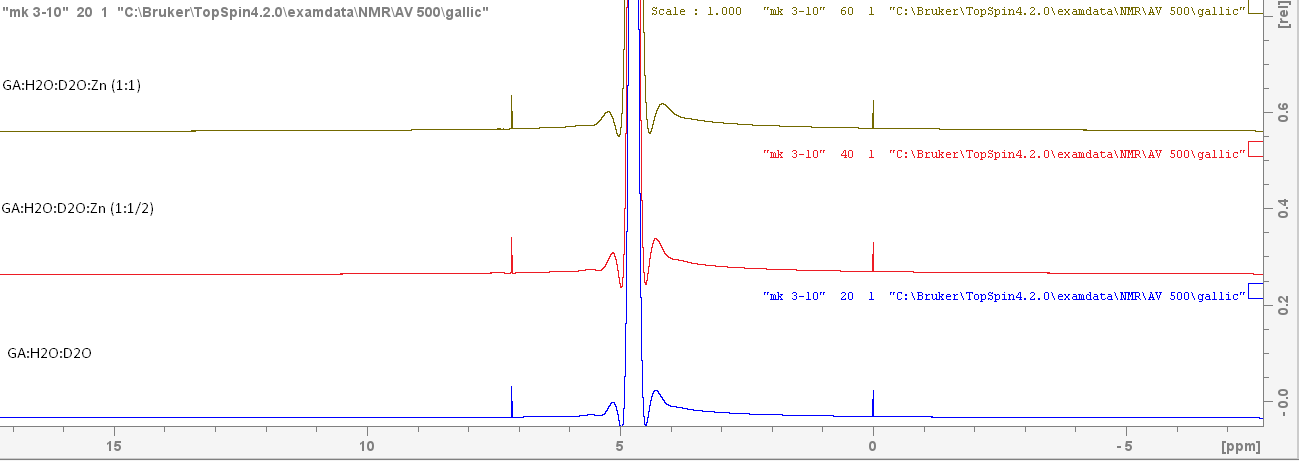 "mk 3-10" 20 1 "C:\Bruker\TopSpin4.2.0\examdata\NMR\AV 500\gallic"
Scale : 1.000 "mk 3-10" 60 1 "C:\Bruker\TopSpin4.2.0\examdata\NMR\AV 500\gallic"
[rel]
GA:H2O:D2O:Zn (1:1)
0.6
"mk 3-10" 40 1 "C:\Bruker\TopSpin4.2.0\examdata\NMR\AV 500\gallic"
GA:H2O:D2O:Zn (1:1/2)
0.4
"mk 3-10" 20 1 "C:\Bruker\TopSpin4.2.0\examdata\NMR\AV 500\gallic"
0.2
GA:H2O:D2O
- 0.0
15 10 5 0 - 5 [ppm]